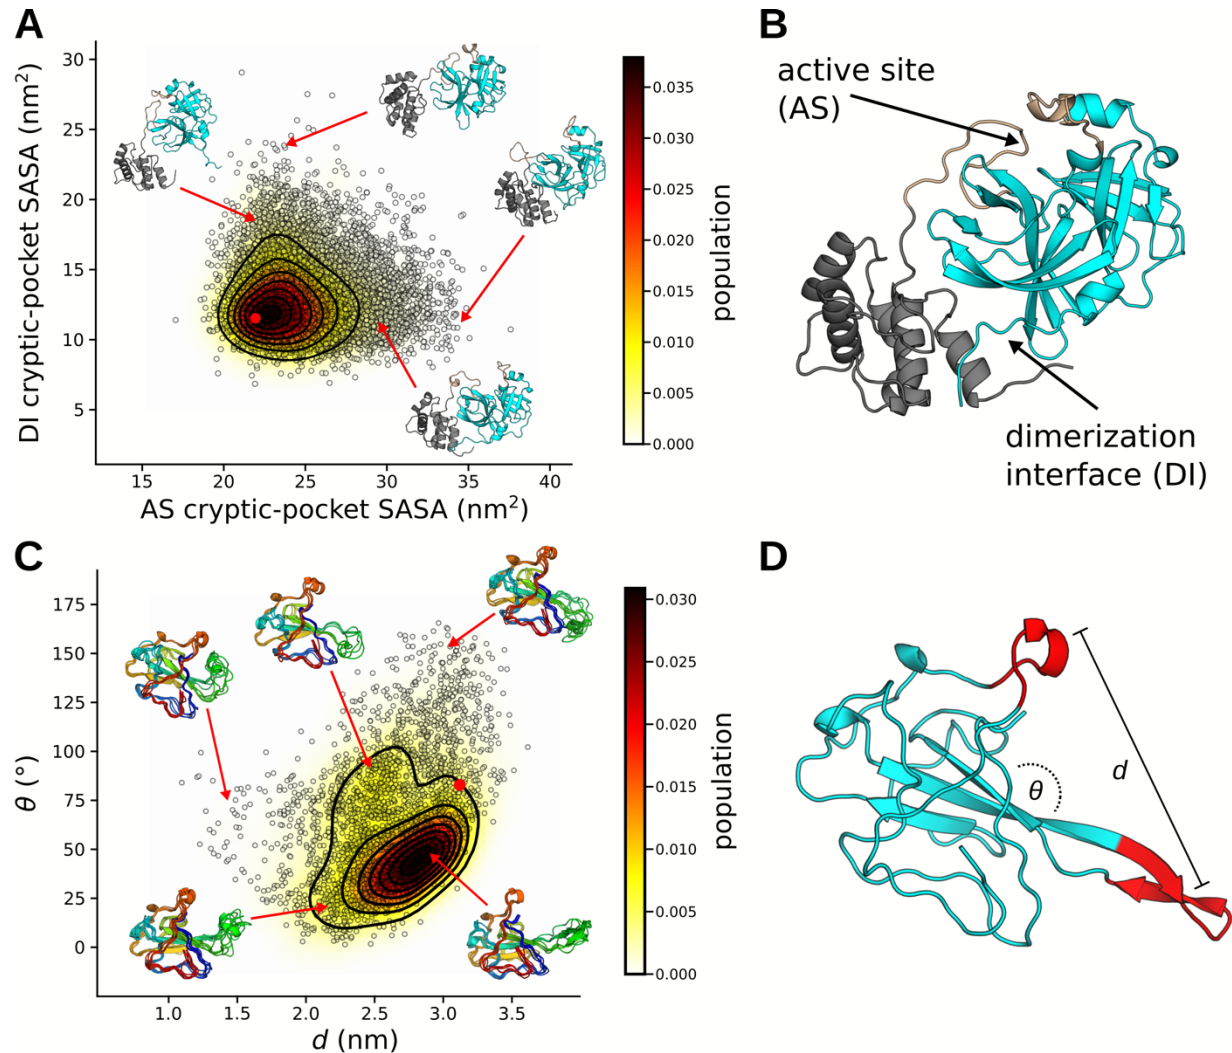 A
DI cryptic-pocket SASA (nm²)
30
25
20
15
10
5
15
20
25
30
35
40
AS cryptic-pocket SASA (nm²)
0.035
0.030
0.025
0.020
0.015
0.010
0.005
0.000
population
B
active site
(AS)
dimerization
interface (DI)
C
θ (°)
175
150
125
100
75
50
25
0
1.0
1.5
2.0
2.5
3.0
3.5
d (nm)
0.030
0.025
0.020
0.015
0.010
0.005
0.000
population
D
θ
d